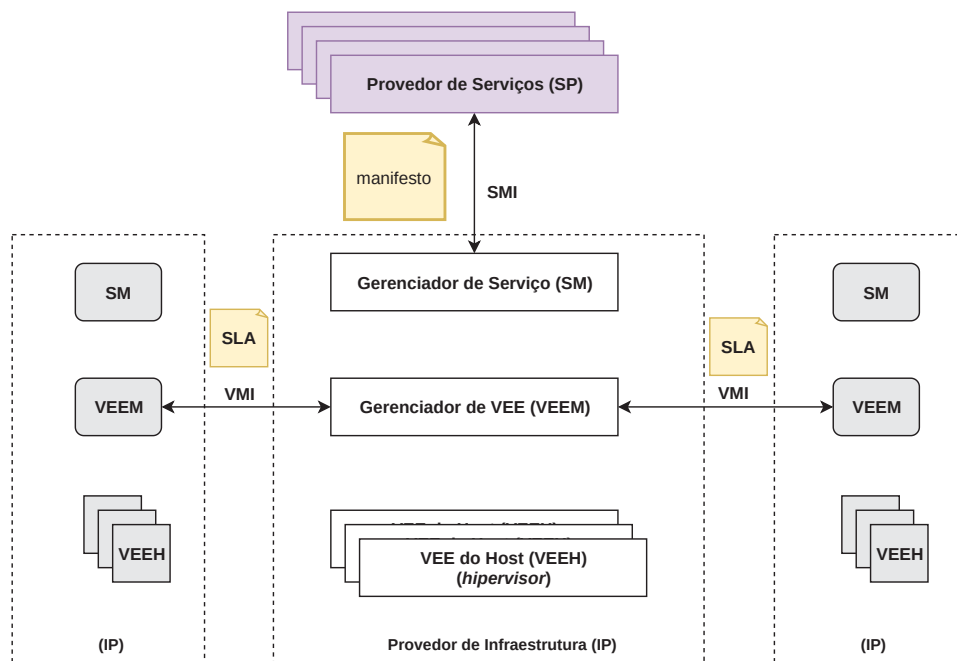 Provedor de Serviços (SP)
manifesto
SMI
SM
Gerenciador de Serviço (SM)
SM
SLA
SLA
VEEM
VMI
Gerenciador de VEE (VEEM)
VMI
VEEM
VEEH
VEE do Host (VEEH)
(hipervisor)
VEEH
(IP)
Provedor de Infraestrutura (IP)
(IP)